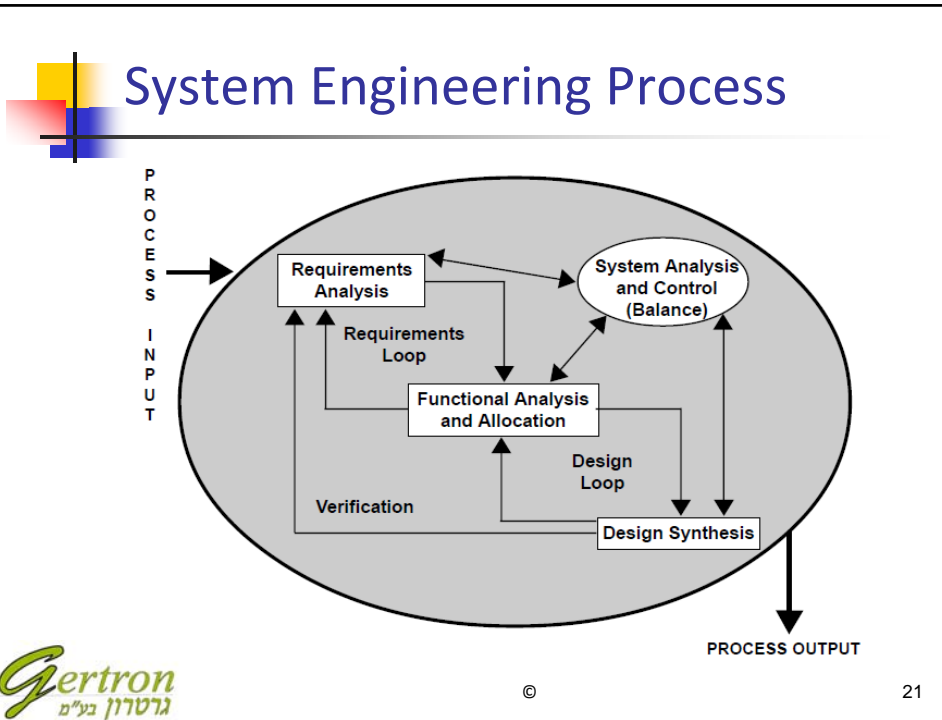 System Engineering Process
PROCESS INPUT
Requirements
Analysis
System Analysis
and Control
(Balance)
Requirements
Loop
Functional Analysis
and Allocation
Design
Loop
Verification
Design Synthesis
PROCESS OUTPUT
Gertron
גרטרון בע"מ
©
21